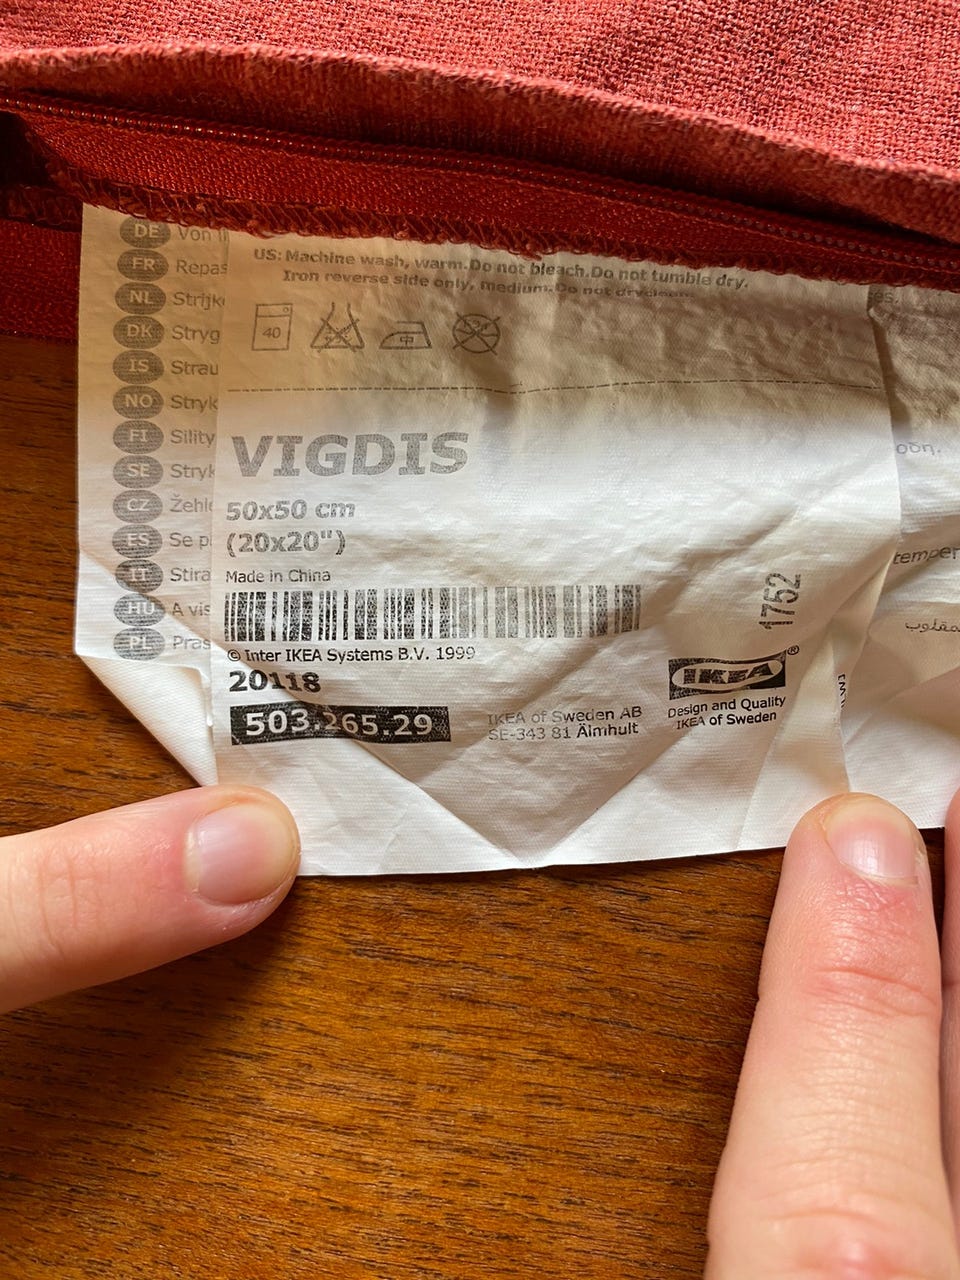 DE Von
FR Repas
NL Strijk
DK Stryg
IS Strau
NO Stryk
FI Sility
SE Stryk
CZ Žehl
ES Se p
IT Stira
HU A vis
PL Pras
US: Machine wash, warm. Do not bleach. Do not tumble dry.
Iron reverse side only, medium. Do not dryclean.
40
VIGDIS
50x50 cm
(20x20")
Made in China
1752
© Inter IKEA Systems B.V. 1999
20118
503.265.29
IKEA of Sweden AB
SE-343 81 Älmhult
IKEA®
Design and Quality
IKEA of Sweden
es.
temper